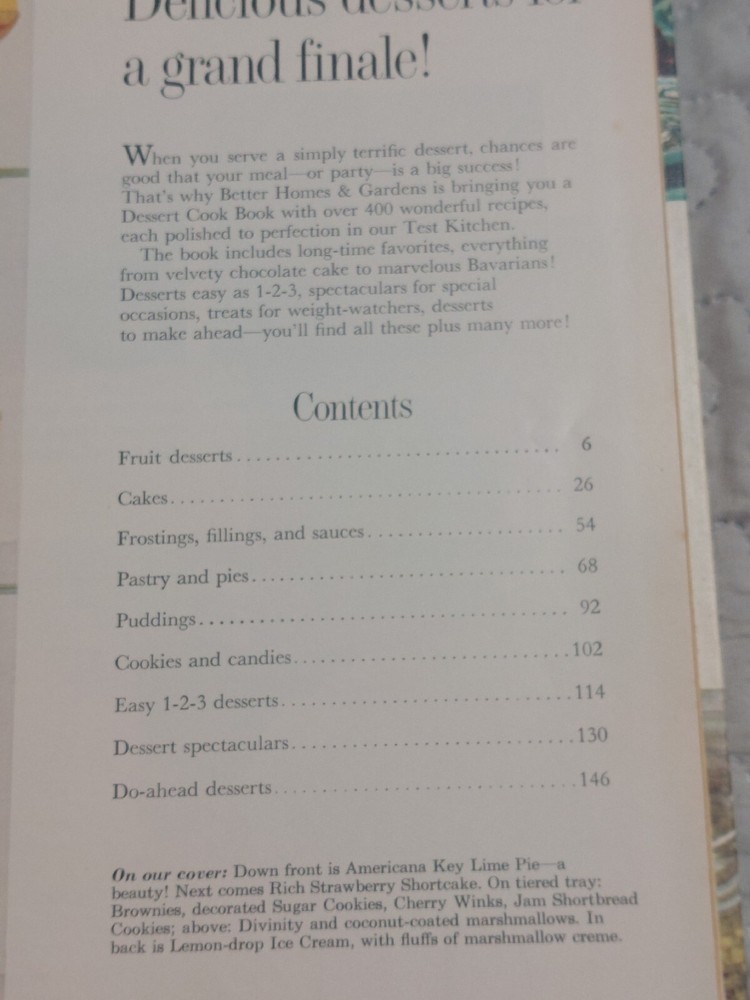 Delicious desserts for
a grand finale!
When you serve a simply terrific dessert, chances are
good that your meal—or party—is a big success!
That's why Better Homes & Gardens is bringing you a
Dessert Cook Book with over 400 wonderful recipes,
each polished to perfection in our Test Kitchen.
The book includes long-time favorites, everything
from velvety chocolate cake to marvelous Bavarians!
Desserts easy as 1-2-3, spectaculars for special
occasions, treats for weight-watchers, desserts
to make ahead—you'll find all these plus many more!
Contents
Fruit desserts 6
Cakes 26
Frostings, fillings, and sauces 54
Pastry and pies 68
Puddings 92
Cookies and candies 102
Easy 1-2-3 desserts 114
Dessert spectaculars 130
Do-ahead desserts 146
On our cover: Down front is Americana Key Lime Pie—a
beauty! Next comes Rich Strawberry Shortcake. On tiered tray:
Brownies, decorated Sugar Cookies, Cherry Winks, Jam Shortbread
Cookies; above: Divinity and coconut-coated marshmallows. In
back is Lemon-drop Ice Cream, with fluffs of marshmallow creme.